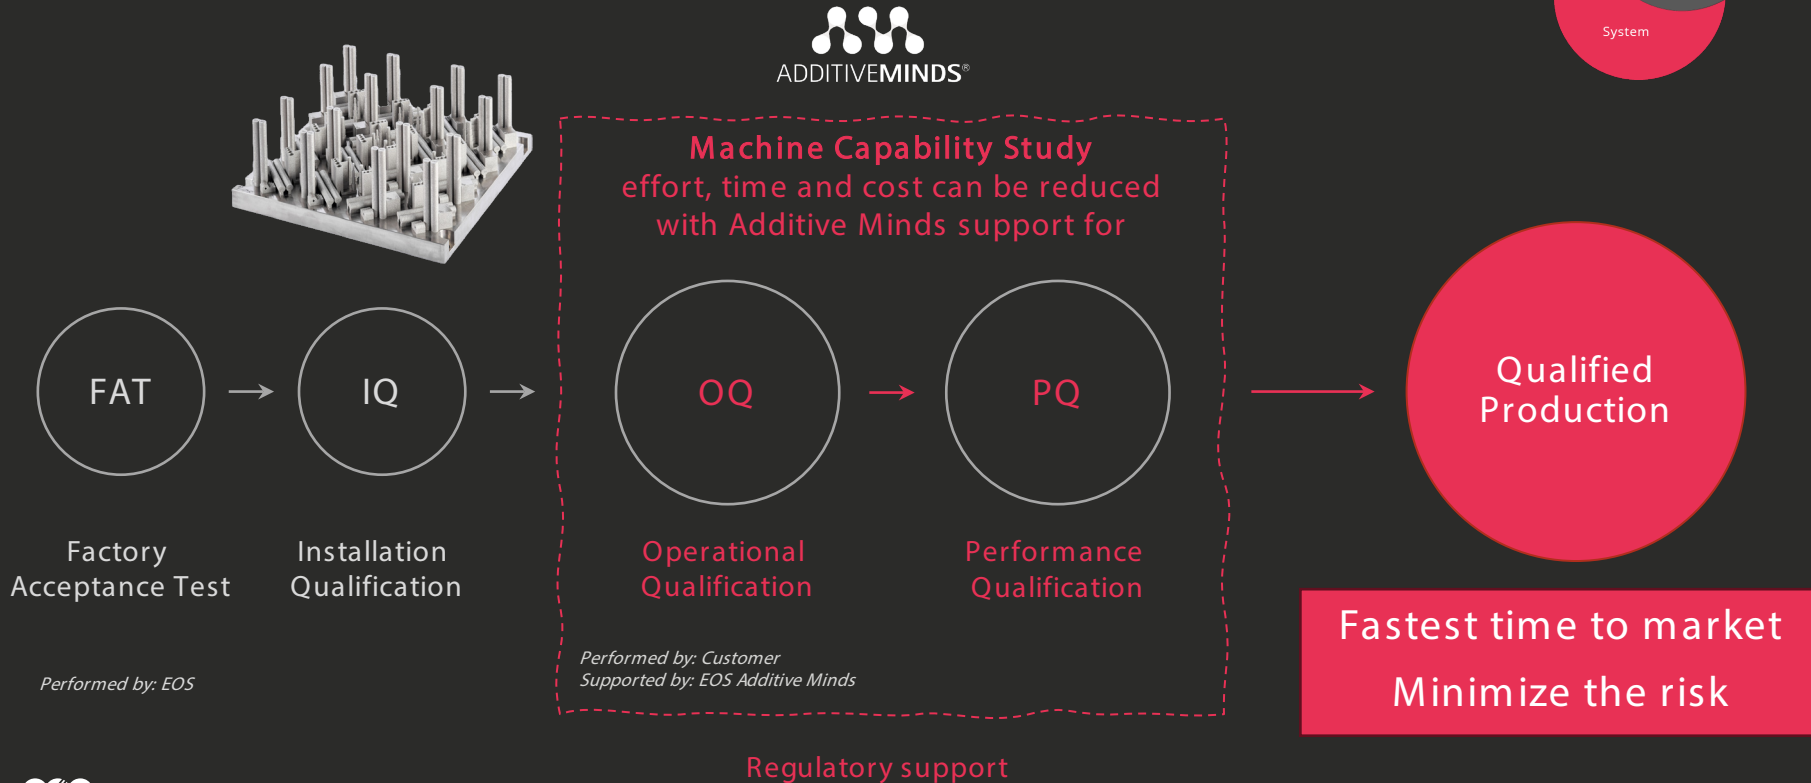 ADDITIVEMINDS®
System
Machine Capability Study
effort, time and cost can be reduced
with Additive Minds support for
FAT
IQ
OQ
PQ
Qualified
Production
Factory
Acceptance Test
Installation
Qualification
Operational
Qualification
Performance
Qualification
Fastest time to market
Minimize the risk
Performed by: EOS
Performed by: Customer
Supported by: EOS Additive Minds
Regulatory support